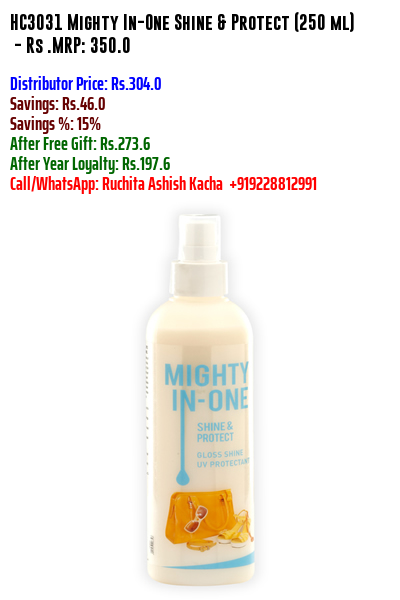 HC3031 Mighty In-One Shine & Protect (250 ml)
- Rs .MRP: 350.0
Distributor Price: Rs.304.0
Savings: Rs.46.0
Savings %: 15%
After Free Gift: Rs.273.6
After Year Loyalty: Rs.197.6
Call/WhatsApp: Ruchita Ashish Kacha +919228812991
MIGHTY
IN-ONE
SHINE &
PROTECT
GLOSS SHINE
UV PROTECTANT